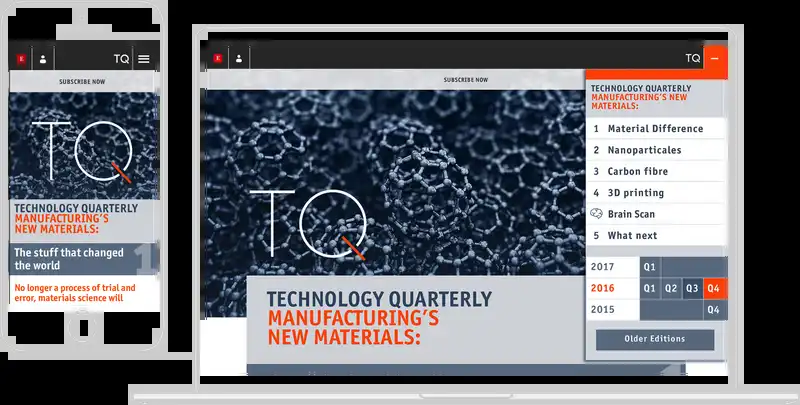 E
TQ
SUBSCRIBE NOW
TQ
TECHNOLOGY QUARTERLY
MANUFACTURING'S
NEW MATERIALS:
The stuff that changed
the world
1
No longer a process of trial and
error, materials science will
E
TQ
SUBSCRIBE NOW
TQ
TECHNOLOGY QUARTERLY
MANUFACTURING'S
NEW MATERIALS:
TECHNOLOGY QUARTERLY
MANUFACTURING'S NEW
MATERIALS:
1 Material Difference
2 Nanoparticales
3 Carbon fibre
4 3D printing
Brain Scan
5 What next
2017 Q1
2016 Q1 Q2 Q3 Q4
2015 Q4
Older Editions